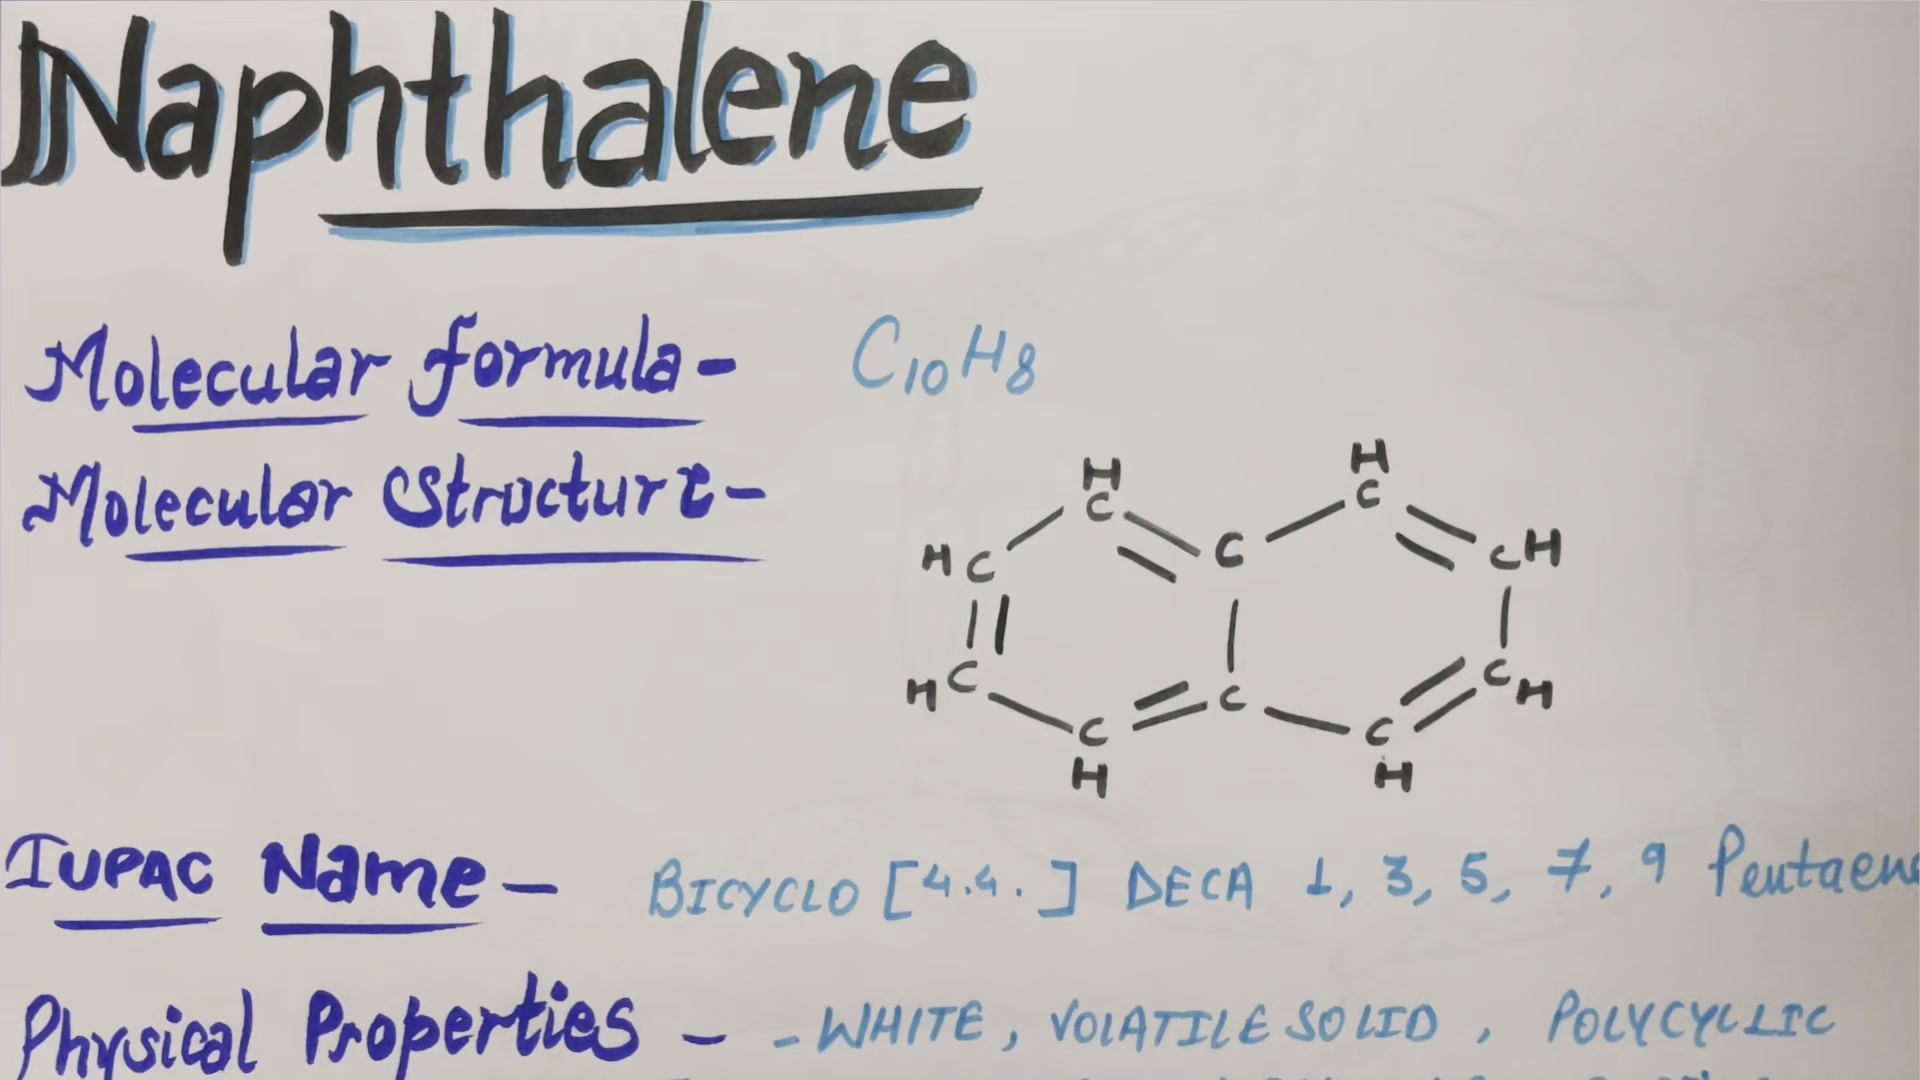 Naphthalene
Molecular formula- C10H8
Molecular Structure-
H H
C C
H C C C H
H C C C H
C C
H H
IUPAC Name- BICYCLO [4.4.] DECA 1, 3, 5, 7, 9 Pentaene
Physical Properties - - WHITE, VOLATILE SOLID, POLYCYCLIC